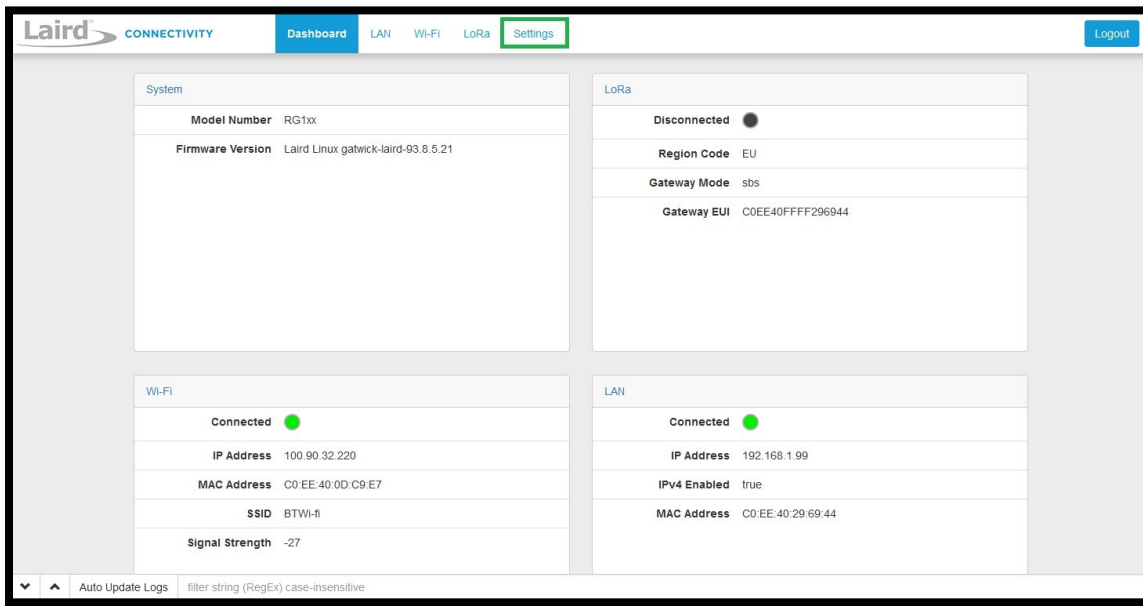 Laird™ CONNECTIVITY Dashboard LAN Wi-Fi LoRa Settings Logout
System
Model Number RG1xx
Firmware Version Laird Linux gatwick-laird-93.8.5.21
LoRa
Disconnected
Region Code EU
Gateway Mode sbs
Gateway EUI C0EE40FFFF296944
Wi-Fi
Connected
IP Address 100.90.32.220
MAC Address C0:EE:40:0D:C9:E7
SSID BTWi-fi
Signal Strength -27
LAN
Connected
IP Address 192.168.1.99
IPv4 Enabled true
MAC Address C0:EE:40:29:69:44
Auto Update Logs filter string (RegEx) case-insensitive